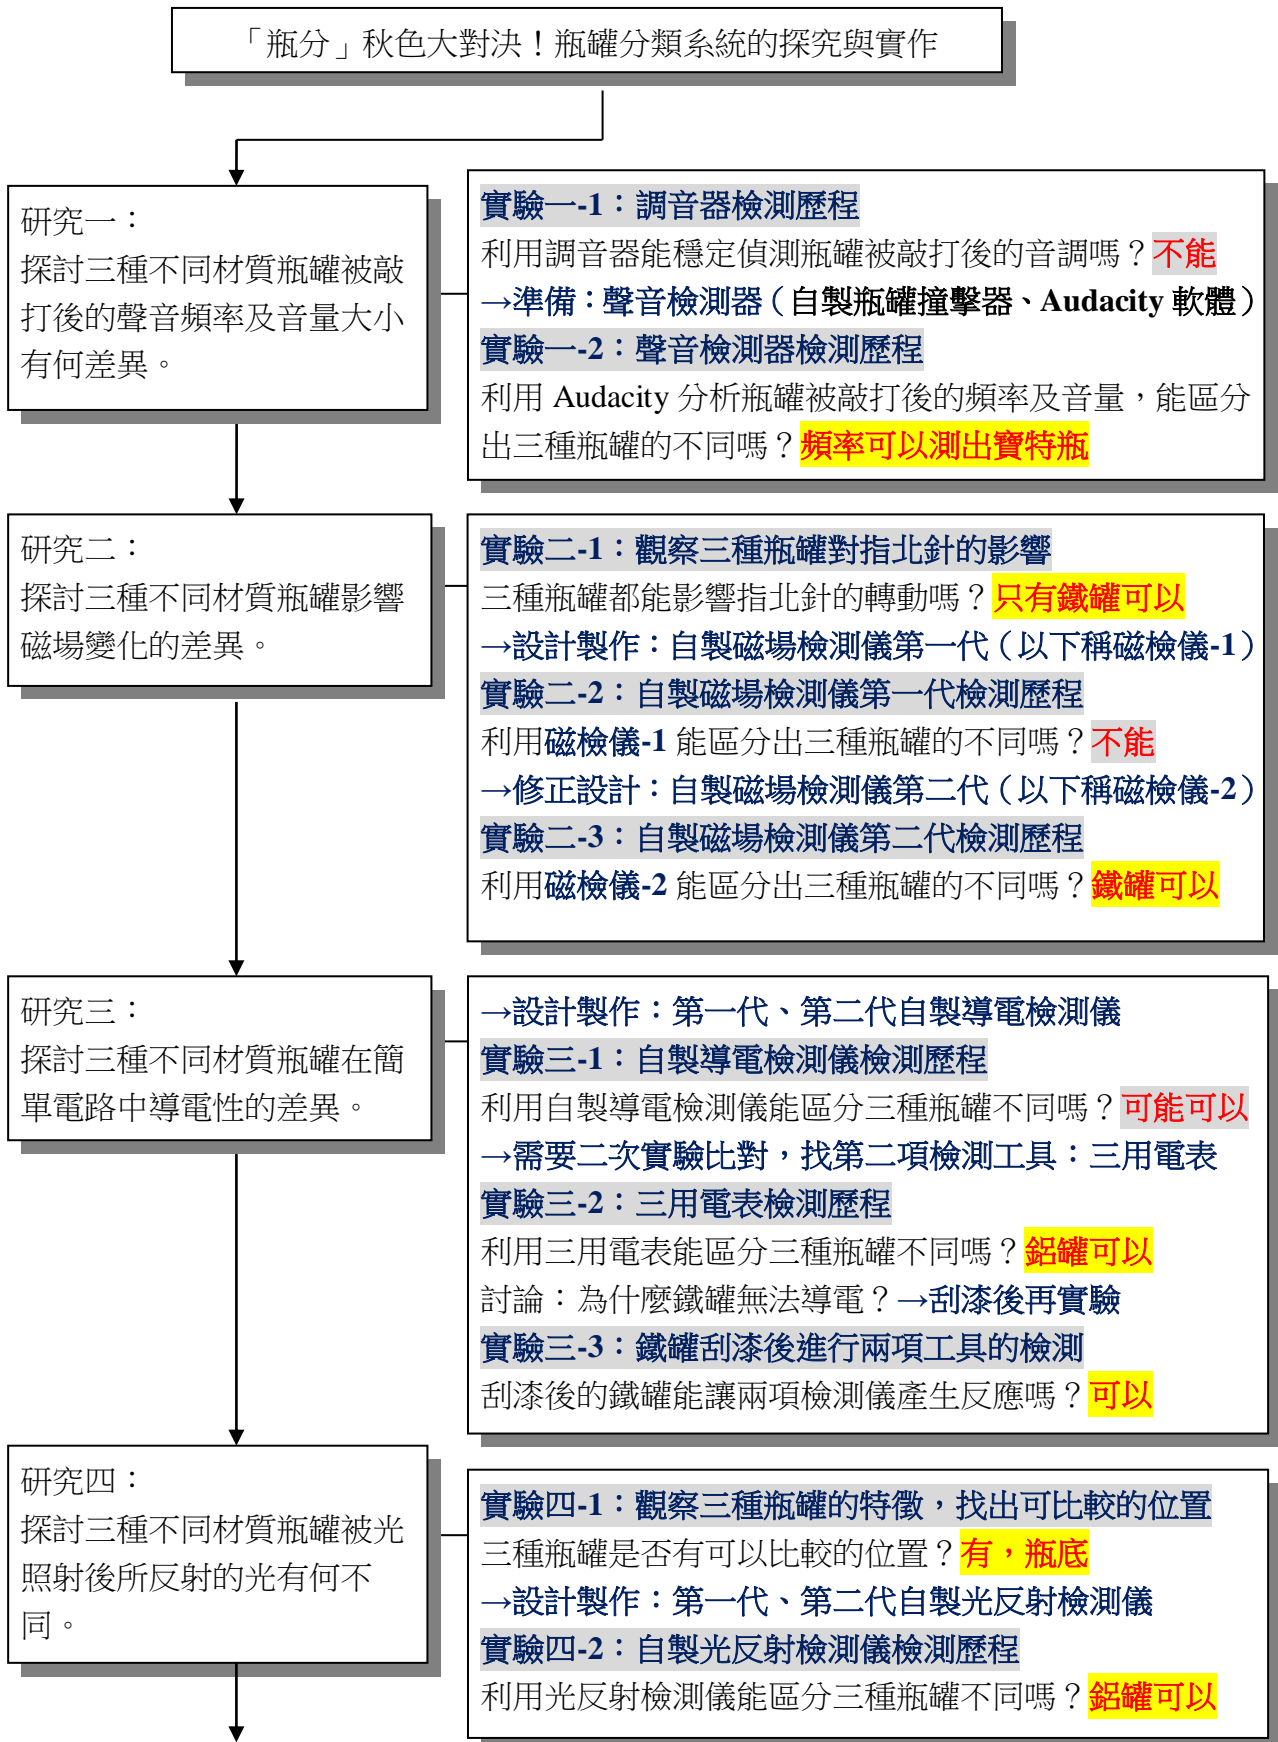 「瓶分」秋色大對決！瓶罐分類系統的探究與實作
研究一：
探討三種不同材質瓶罐被敲
打後的聲音頻率及音量大小
有何差異。
實驗一-1：調音器檢測歷程
利用調音器能穩定偵測瓶罐被敲打後的音調嗎？不能
→準備：聲音檢測器（自製瓶罐撞擊器、Audacity 軟體）
實驗一-2：聲音檢測器檢測歷程
利用 Audacity 分析瓶罐被敲打後的頻率及音量，能區分
出三種瓶罐的不同嗎？頻率可以測出寶特瓶
研究二：
探討三種不同材質瓶罐影響
磁場變化的差異。
實驗二-1：觀察三種瓶罐對指北針的影響
三種瓶罐都能影響指北針的轉動嗎？只有鐵罐可以
→設計製作：自製磁場檢測儀第一代（以下稱磁檢儀-1）
實驗二-2：自製磁場檢測儀第一代檢測歷程
利用磁檢儀-1 能區分出三種瓶罐的不同嗎？不能
→修正設計：自製磁場檢測儀第二代（以下稱磁檢儀-2）
實驗二-3：自製磁場檢測儀第二代檢測歷程
利用磁檢儀-2 能區分出三種瓶罐的不同嗎？鐵罐可以
研究三：
探討三種不同材質瓶罐在簡
單電路中導電性的差異。
→設計製作：第一代、第二代自製導電檢測儀
實驗三-1：自製導電檢測儀檢測歷程
利用自製導電檢測儀能區分三種瓶罐不同嗎？可能可以
→需要二次實驗比對，找第二項檢測工具：三用電表
實驗三-2：三用電表檢測歷程
利用三用電表能區分三種瓶罐不同嗎？鋁罐可以
討論：為什麼鐵罐無法導電？→刮漆後再實驗
實驗三-3：鐵罐刮漆後進行兩項工具的檢測
刮漆後的鐵罐能讓兩項檢測儀產生反應嗎？可以
研究四：
探討三種不同材質瓶罐被光
照射後所反射的光有何不
同。
實驗四-1：觀察三種瓶罐的特徵，找出可比較的位置
三種瓶罐是否有可以比較的位置？有，瓶底
→設計製作：第一代、第二代自製光反射檢測儀
實驗四-2：自製光反射檢測儀檢測歷程
利用光反射檢測儀能區分三種瓶罐不同嗎？鋁罐可以